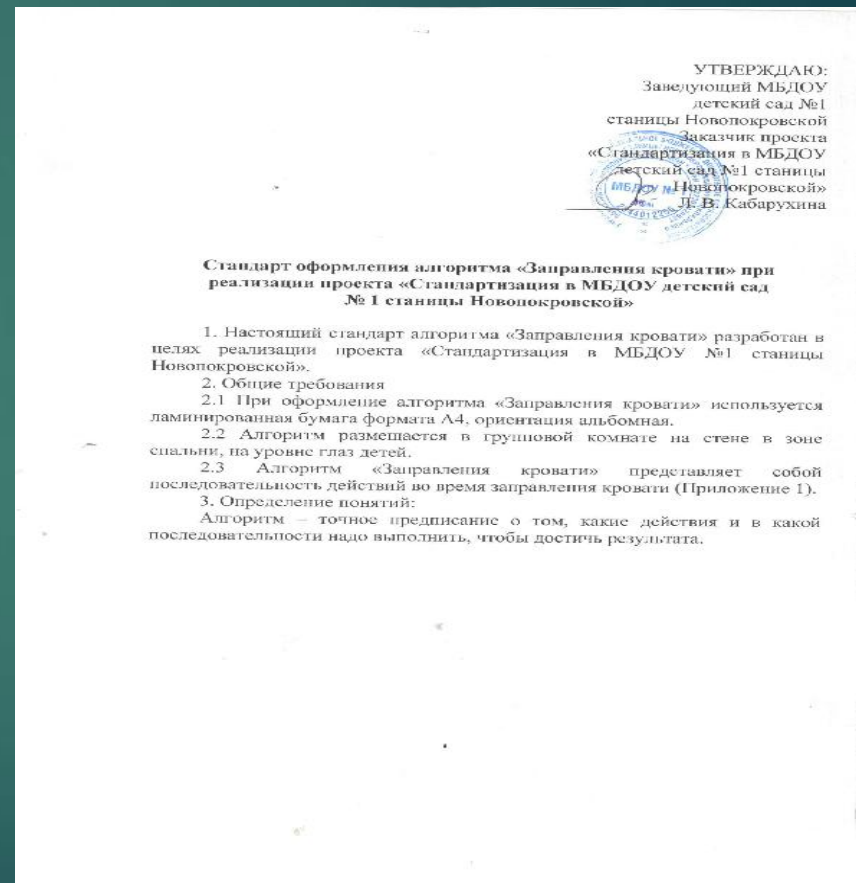 УТВЕРЖДАЮ:
Заведующий МБДОУ
детский сад №1
станицы Новопокровской
Заказчик проекта
«Стандартизация в МБДОУ
детский сад №1 станицы
Новопокровской»
Л. В. Кабарухина
МБДОУ №
Стандарт оформления алгоритма «Заправления кровати» при
реализации проекта «Стандартизация в МБДОУ детский сад
№ 1 станицы Новопокровской»
1. Настоящий стандарт алгоритма «Заправления кровати» разработан в
целях реализации проекта «Стандартизация в МБДОУ №1 станицы
Новопокровской».
2. Общие требования
2.1 При оформление алгоритма «Заправления кровати» используется
ламинированная бумага формата А4, ориентация альбомная.
2.2 Алгоритм размещается в групповой комнате на стене в зоне
спальни, на уровне глаз детей.
2.3 Алгоритм «Заправления кровати» представляет собой
последовательность действий во время заправления кровати (Приложение 1).
3. Определение понятий:
Алгоритм – точное предписание о том, какие действия и в какой
последовательности надо выполнить, чтобы достичь результата.